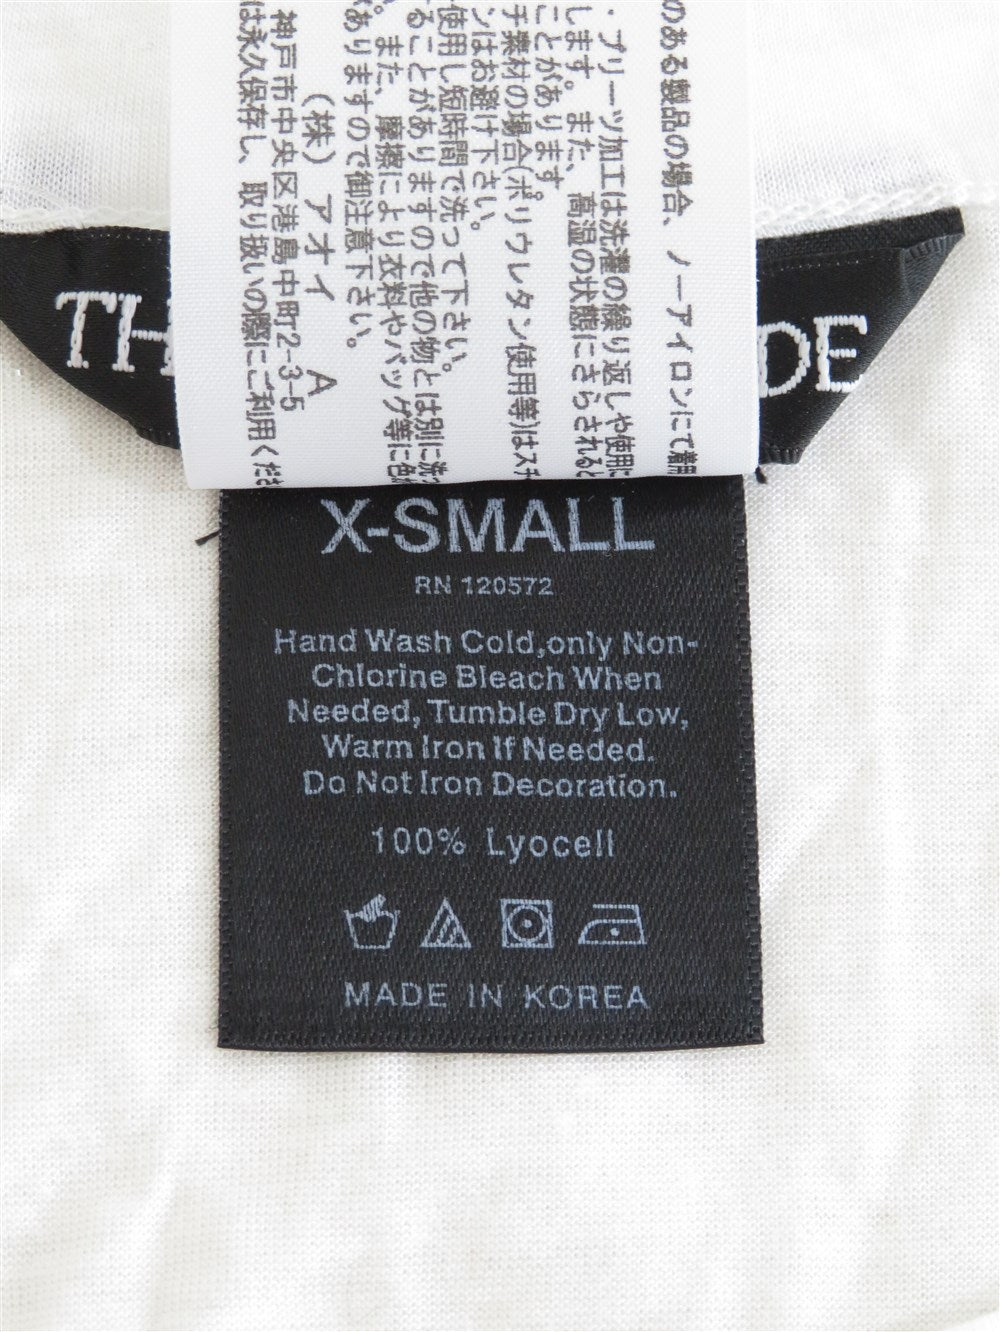 のある製品の場合、ノーアイロンにて着用
・プリーツ加工は洗濯の繰り返しや使用に
します。また、高温の状態にさらされると
ことがあります
チ素材の場合(ポリウレタン使用等)はスチ
ンはお避け下さい。
使用し短時間で洗って下さい。
ることがありますので他の物とは別に洗
、また、摩擦により衣料やバッグ等に色
ありますので御注意下さい。
(株) アオイ A
神戸市中央区港島中町2-3-5
は永久保存し、取り扱いの際にご利用くださ
TH DE
X-SMALL
RN 120572
Hand Wash Cold,only Non-
Chlorine Bleach When
Needed, Tumble Dry Low,
Warm Iron If Needed.
Do Not Iron Decoration.
100% Lyocell
MADE IN KOREA